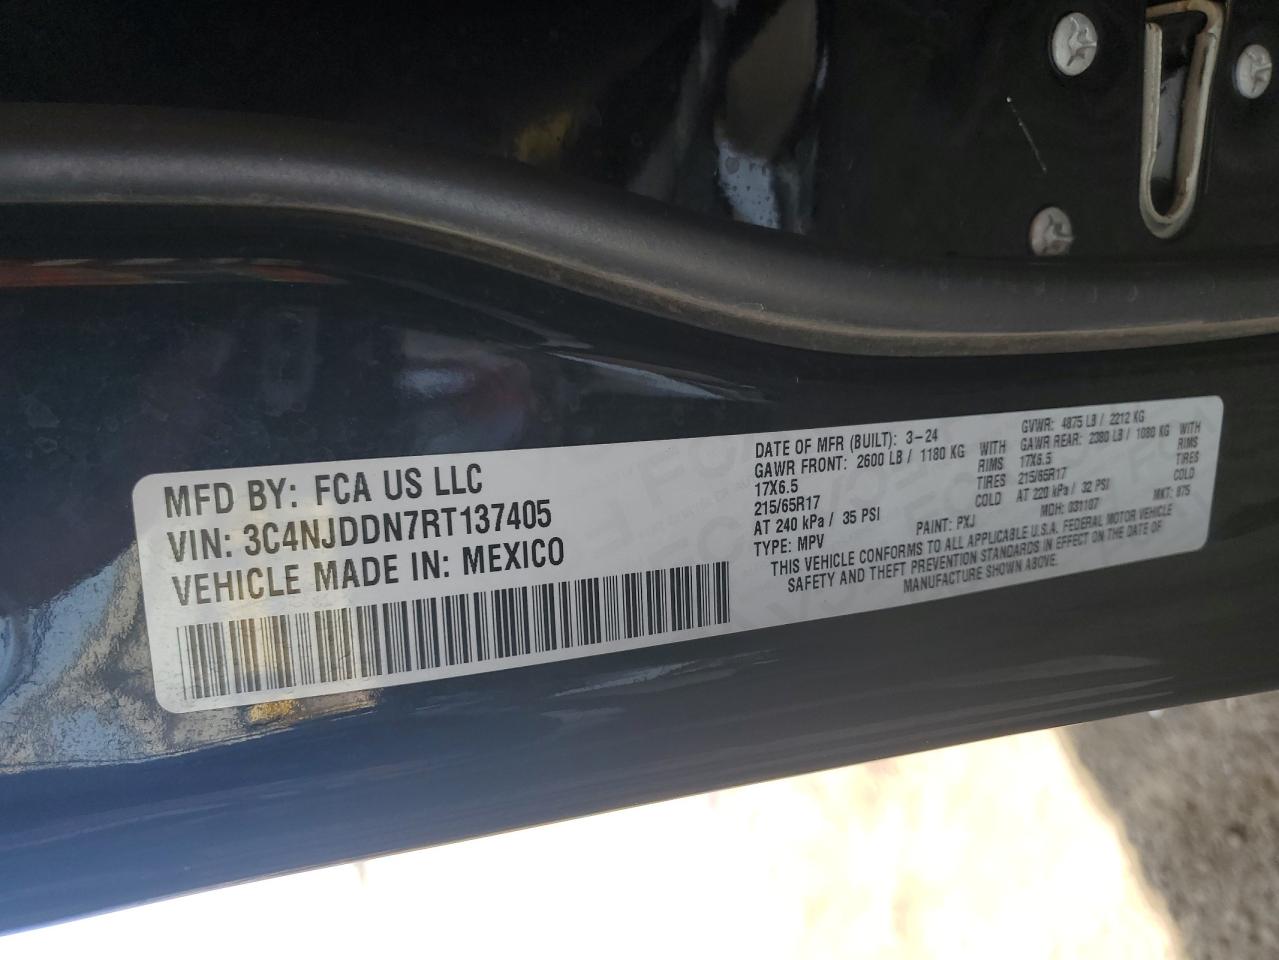 MFD BY: FCA US LLC
VIN: 3C4NJDDN7RT137405
VEHICLE MADE IN: MEXICO
DATE OF MFR (BUILT): 3-24 GVWR: 4875 LB / 2212 KG
GAWR FRONT: 2600 LB / 1180 KG WITH GAWR REAR: 2380 LB / 1080 KG WITH
17X6.5 RIMS 17X6.5 RIMS
215/65R17 TIRES 215/65R17 TIRES
AT 240 kPa / 35 PSI COLD AT 220 kPa / 32 PSI COLD
TYPE: MPV PAINT: PXJ MDH: 031107 MKT: 875
THIS VEHICLE CONFORMS TO ALL APPLICABLE U.S.A. FEDERAL MOTOR VEHICLE
SAFETY AND THEFT PREVENTION STANDARDS IN EFFECT ON THE DATE OF
MANUFACTURE SHOWN ABOVE.